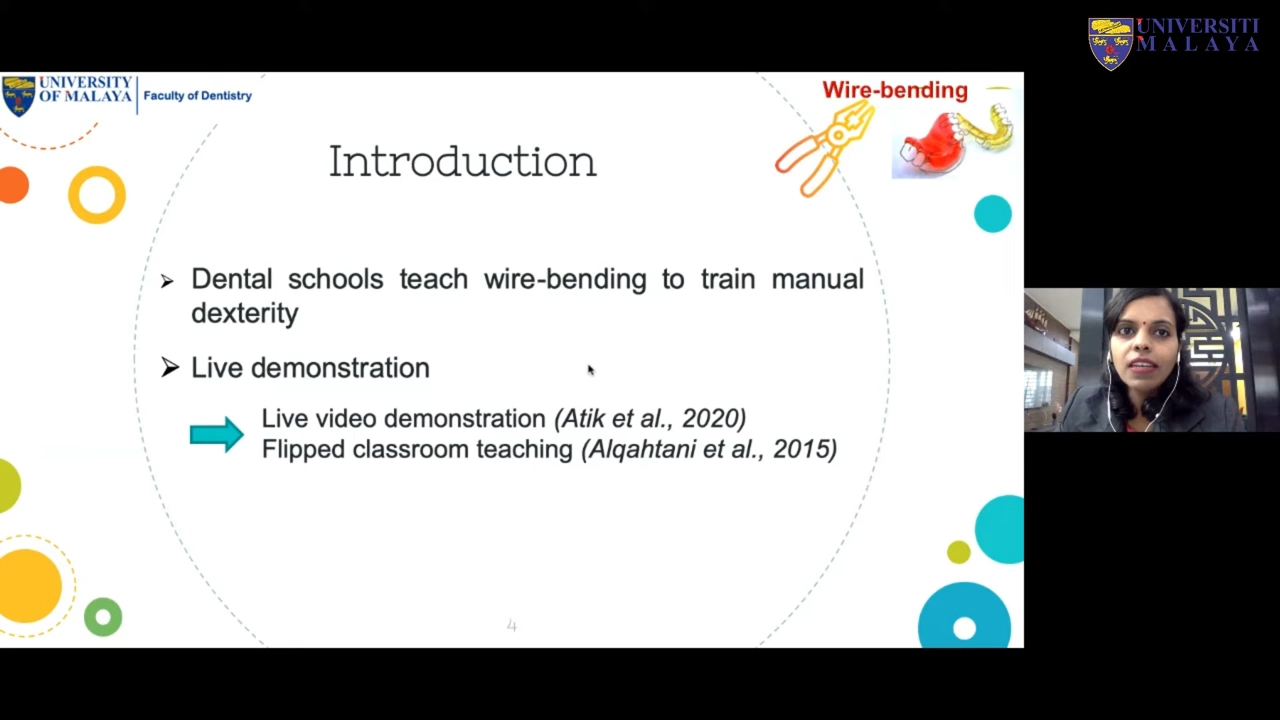 UNIVERSITI
MALAYA
UNIVERSITY
OF MALAYA
Faculty of Dentistry
Wire-bending
Introduction
Dental schools teach wire-bending to train manual
dexterity
Live demonstration
Live video demonstration (Atik et al., 2020)
Flipped classroom teaching (Alqahtani et al., 2015)
4